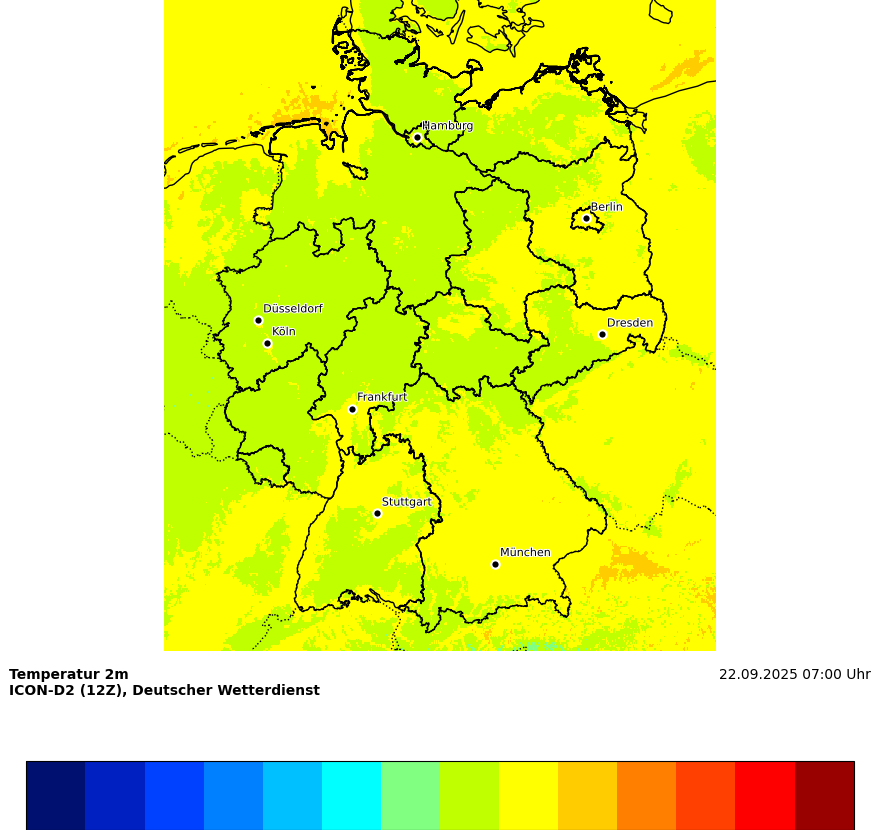 Hamburg
Berlin
Düsseldorf
Köln
Dresden
Frankfurt
Stuttgart
München
Temperatur 2m
22.09.2025 07:00 Uhr
ICON-D2 (12Z), Deutscher Wetterdienst